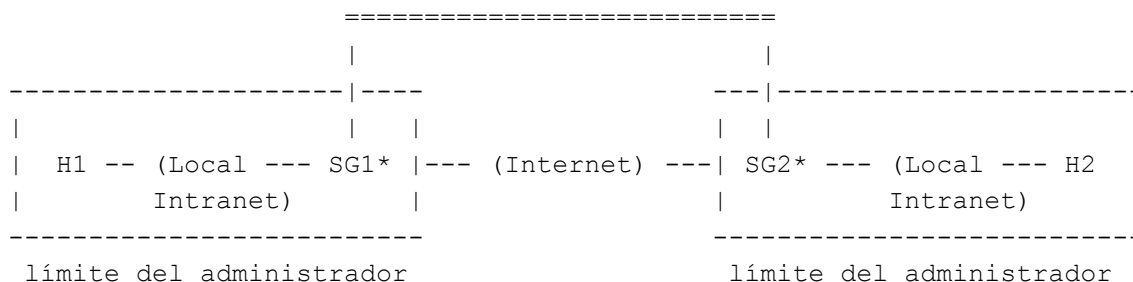 ===========================
| |
---------------------|---- ---|-----------------------
| | | | |
| H1 -- (Local --- SG1* |--- (Internet) ---| SG2* --- (Local --- H2
| Intranet) | | Intranet)
-------------------------- ---------------------------
límite del administrador límite del administrador